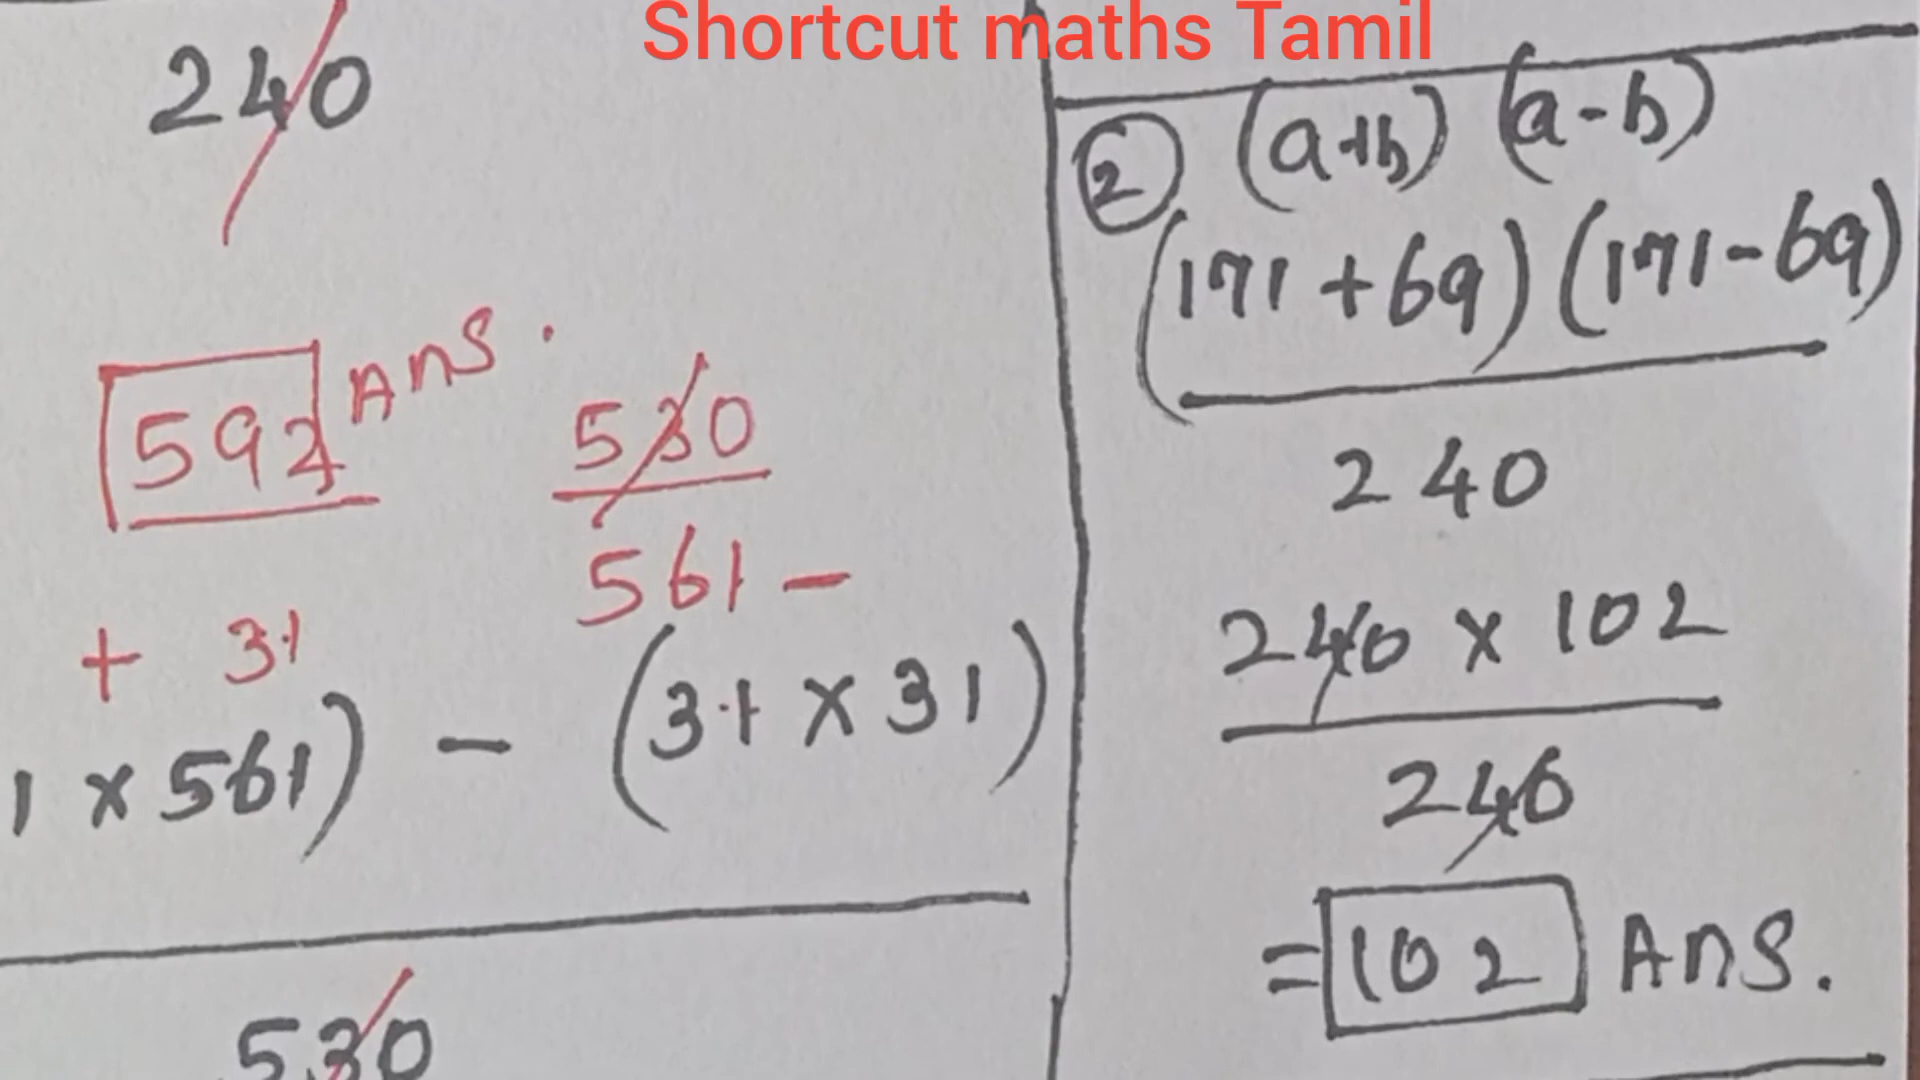 Shortcut maths Tamil
240
592 Ans.
530
561 -
+ 31
1 x 561) - (31 x 31)
530
2 (a+b) (a-b)
(171+69) (171-69)
240
240 x 102
240
= 102 Ans.